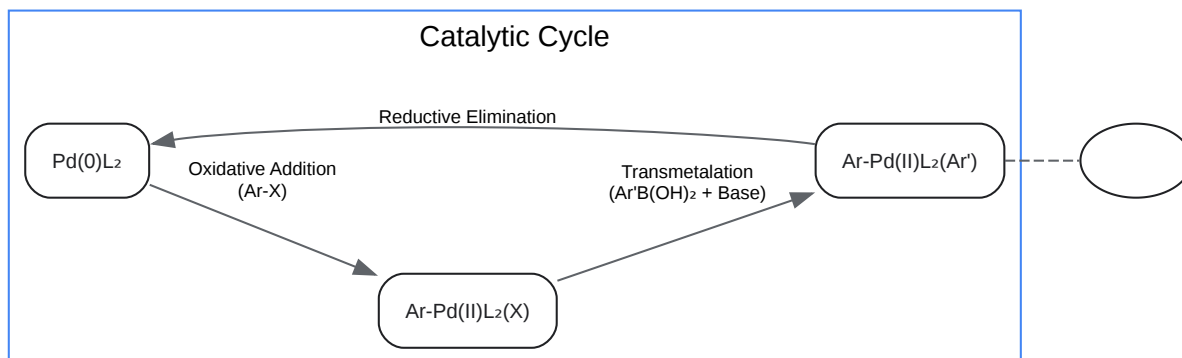 Catalytic Cycle
Reductive Elimination
Pd(0)L₂
Oxidative Addition
(Ar-X)
Transmetalation
(Ar'B(OH)₂ + Base)
Ar-Pd(II)L₂(Ar')
Ar-Pd(II)L₂(X)